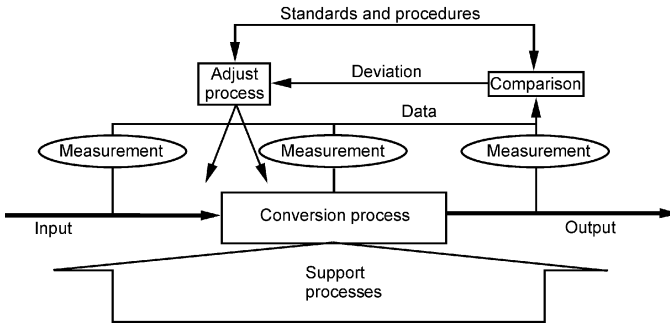 Standards and procedures
Adjust
process
Deviation
Comparison
Data
Measurement
Measurement
Measurement
Input
Conversion process
Output
Support
processes